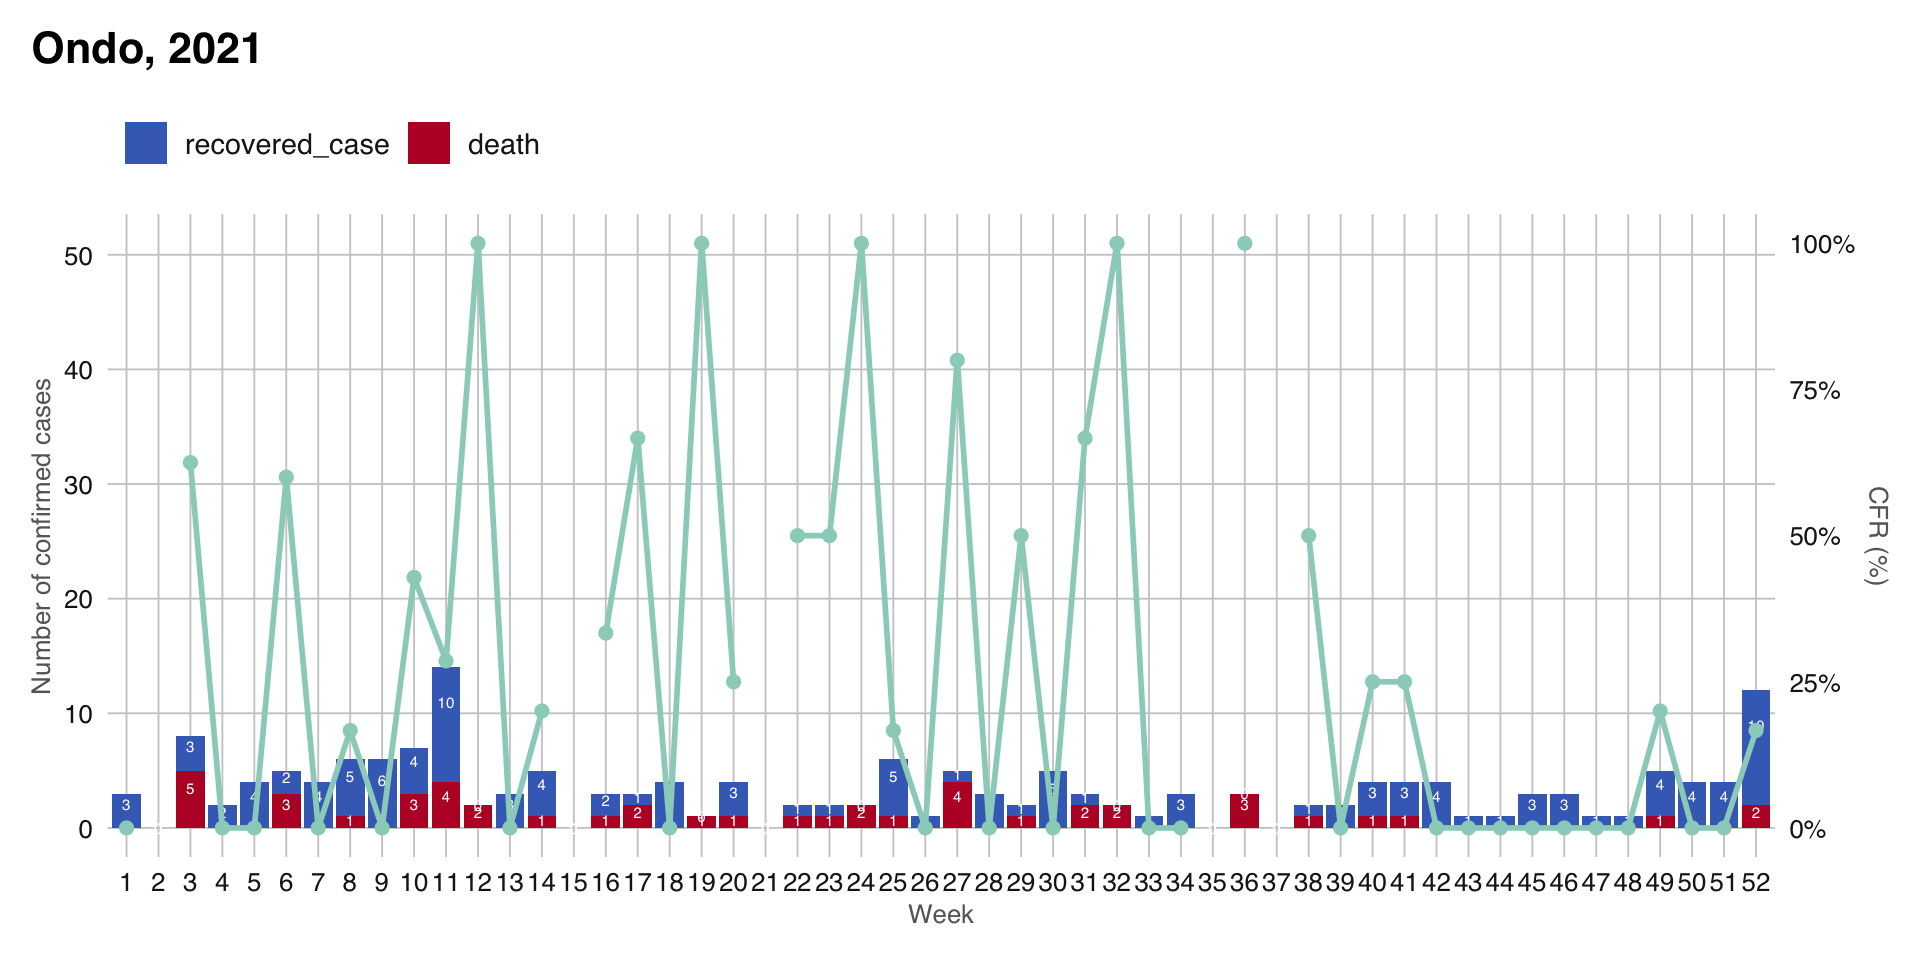 Ondo, 2021
recovered_case death
50
40
30
20
10
0
Number of confirmed cases
100%
75%
50%
25%
0%
CFR (%)
10
3 2 5 4 4 5 3 4 3 3 3 3 3 4 4 4
3 5 3 1 6 3 4 2 1 2 1 2 1 1 1 1 2 1 4 1 2 2 3 1 1 1 4 3 3 1 2
1 2 3 4 5 6 7 8 9 10 11 12 13 14 15 16 17 18 19 20 21 22 23 24 25 26 27 28 29 30 31 32 33 34 35 36 37 38 39 40 41 42 43 44 45 46 47 48 49 50 51 52
Week